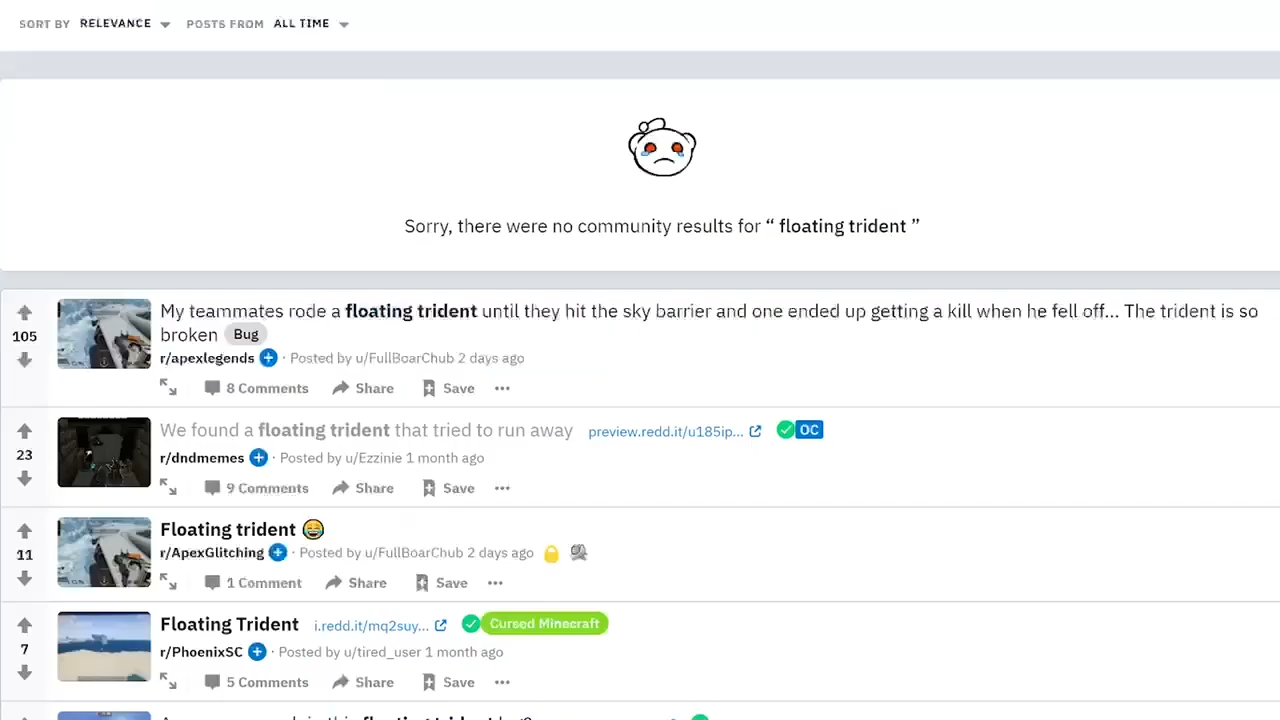 SORT BY RELEVANCE POSTS FROM ALL TIME
Sorry, there were no community results for “ floating trident ”
My teammates rode a floating trident until they hit the sky barrier and one ended up getting a kill when he fell off... The trident is so
105
broken Bug
r/apexlegends · Posted by u/FullBoarChub 2 days ago
8 Comments Share Save
We found a floating trident that tried to run away preview.redd.it/u185ip... OC
23
r/dndmemes · Posted by u/Ezzinie 1 month ago
9 Comments Share Save
Floating trident 😂
11
r/ApexGlitching · Posted by u/FullBoarChub 2 days ago
1 Comment Share Save
Floating Trident i.redd.it/mq2suy... Cursed Minecraft
7
r/PhoenixSC · Posted by u/tired_user 1 month ago
5 Comments Share Save
floating trident